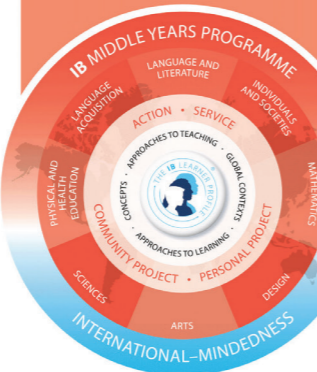 IB MIDDLE YEARS PROGRAMME
LANGUAGE AND
LITERATURE
LANGUAGE
ACQUISITION
INDIVIDUALS
AND SOCIETIES
PHYSICAL AND
HEALTH
EDUCATION
MATHEMATICS
SCIENCES
DESIGN
ARTS
ACTION • SERVICE
COMMUNITY PROJECT • PERSONAL PROJECT
APPROACHES TO TEACHING · GLOBAL CONTEXTS · APPROACHES TO LEARNING · CONCEPTS ·
THE IB LEARNER PROFILE
INTERNATIONAL–MINDEDNESS